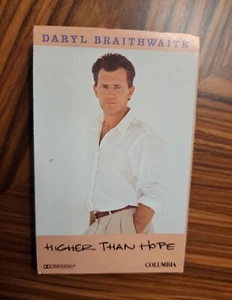 DARYL BRAITHWAITE
HIGHER THAN HOPE
COLUMBIA